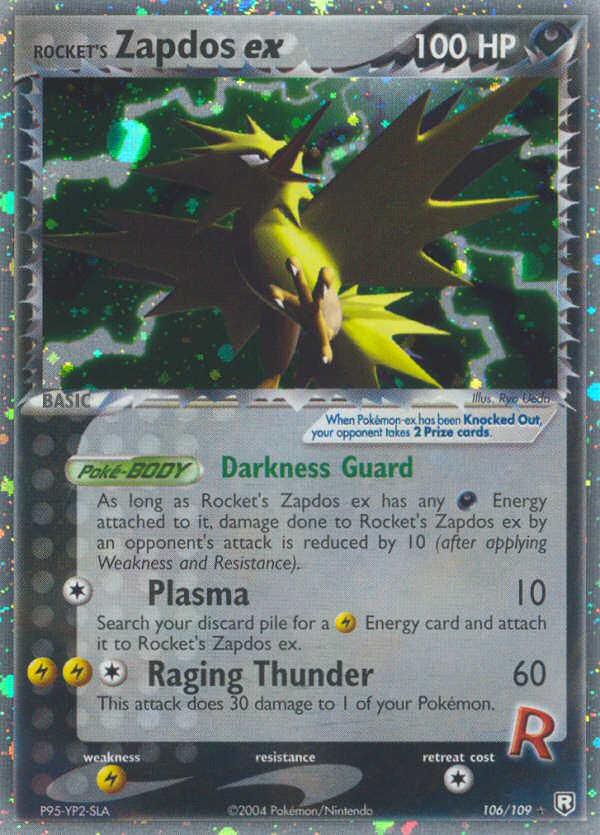 ROCKET'S Zapdos ex 100 HP
BASIC
Illus. Ryo Ueda
When Pokémon-ex has been Knocked Out,
your opponent takes 2 Prize cards.
Poké-BODY Darkness Guard
As long as Rocket's Zapdos ex has any Energy
attached to it, damage done to Rocket's Zapdos ex by
an opponent's attack is reduced by 10 (after applying
Weakness and Resistance).
Plasma 10
Search your discard pile for a Energy card and attach
it to Rocket's Zapdos ex.
Raging Thunder 60
This attack does 30 damage to 1 of your Pokémon.
R
weakness resistance retreat cost
P95-YP2-SLA ©2004 Pokémon/Nintendo 106/109 R